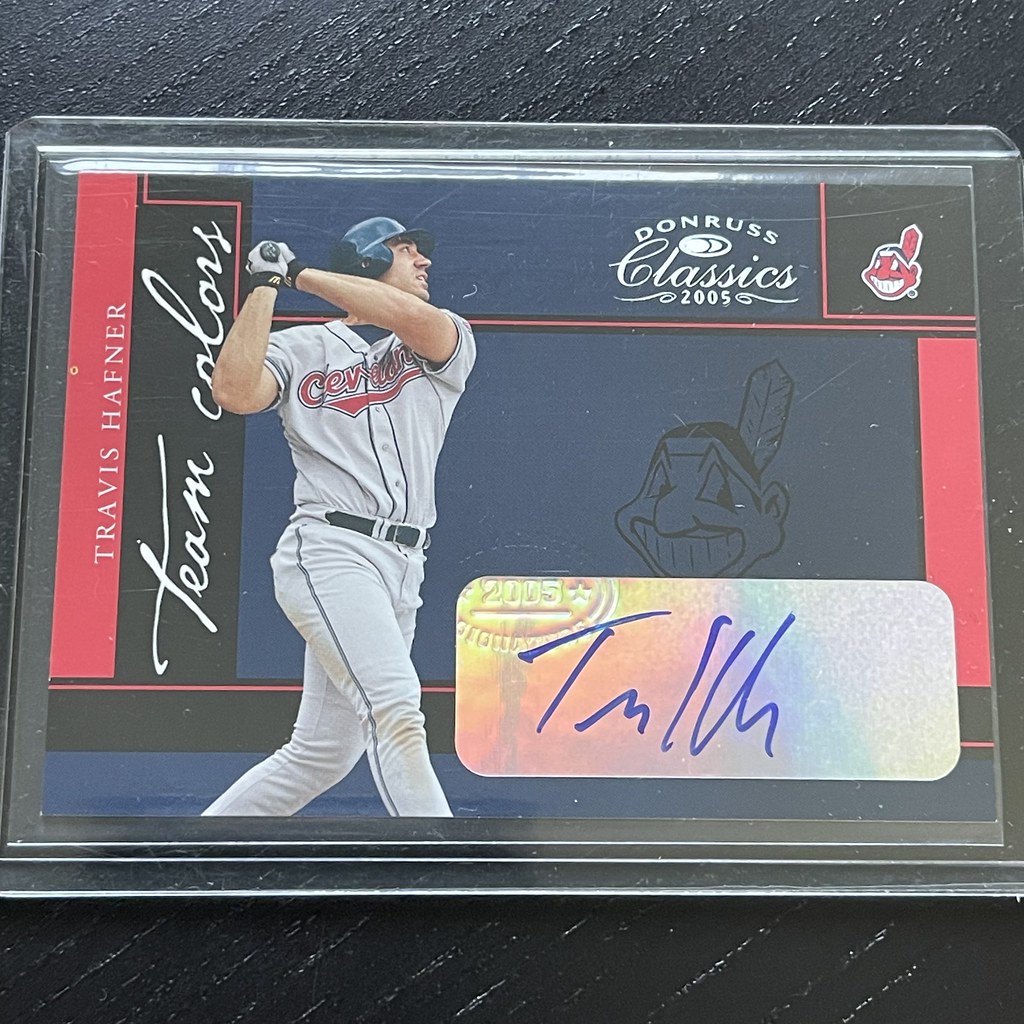 TRAVIS HAFNER
Team colors
DONRUSS
Classics
2005
Cleveland
2005